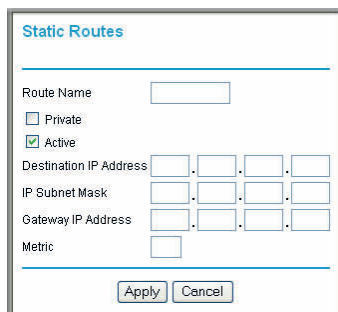 Static Routes
Route Name
Private
Active
Destination IP Address . . .
IP Subnet Mask . . .
Gateway IP Address . . .
Metric
Apply Cancel